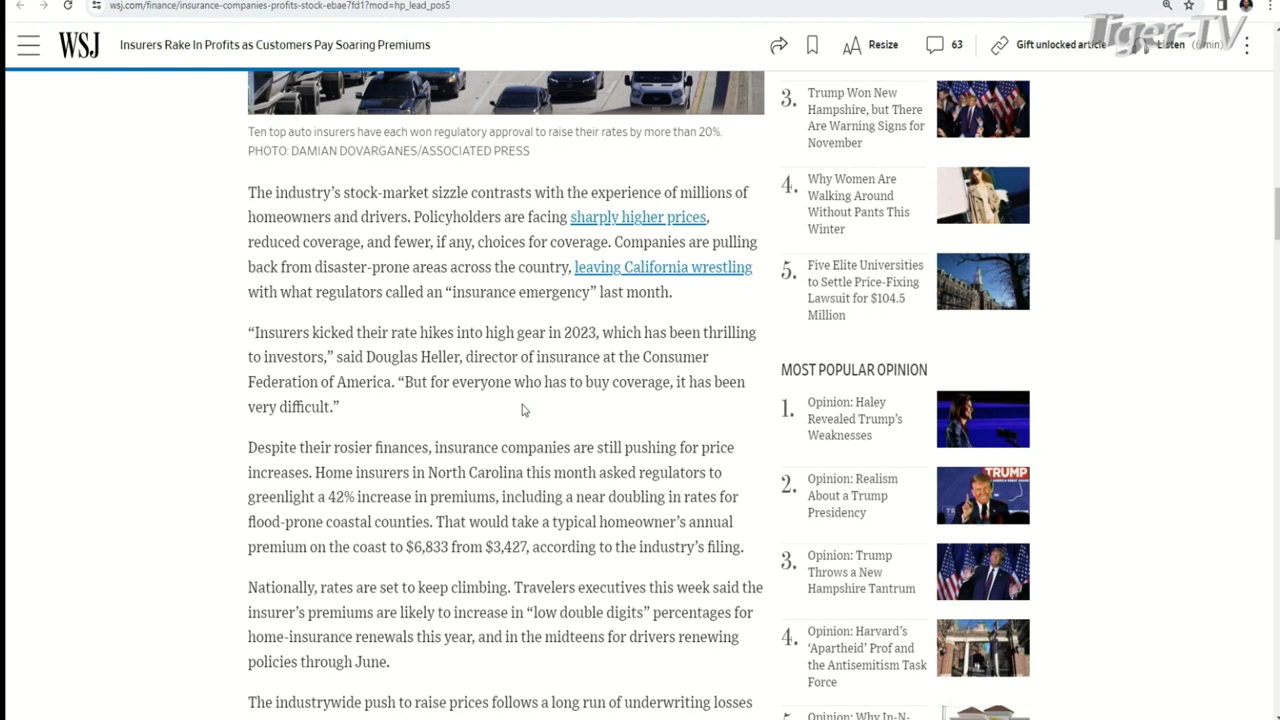 wsj.com/finance/insurance-companies-profits-stock-ebae7fd1?mod=hp_lead_pos5
Tiger-TV
WSJ
Insurers Rake In Profits as Customers Pay Soaring Premiums
Resize
63
Gift unlocked article
Listen (6 min)
Ten top auto insurers have each won regulatory approval to raise their rates by more than 20%.
PHOTO: DAMIAN DOVARGANES/ASSOCIATED PRESS
The industry’s stock-market sizzle contrasts with the experience of millions of
homeowners and drivers. Policyholders are facing sharply higher prices,
reduced coverage, and fewer, if any, choices for coverage. Companies are pulling
back from disaster-prone areas across the country, leaving California wrestling
with what regulators called an “insurance emergency” last month.
“Insurers kicked their rate hikes into high gear in 2023, which has been thrilling
to investors,” said Douglas Heller, director of insurance at the Consumer
Federation of America. “But for everyone who has to buy coverage, it has been
very difficult.”
Despite their rosier finances, insurance companies are still pushing for price
increases. Home insurers in North Carolina this month asked regulators to
greenlight a 42% increase in premiums, including a near doubling in rates for
flood-prone coastal counties. That would take a typical homeowner’s annual
premium on the coast to $6,833 from $3,427, according to the industry’s filing.
Nationally, rates are set to keep climbing. Travelers executives this week said the
insurer’s premiums are likely to increase in “low double digits” percentages for
home-insurance renewals this year, and in the midteens for drivers renewing
policies through June.
The industrywide push to raise prices follows a long run of underwriting losses
3.
Trump Won New
Hampshire, but There
Are Warning Signs for
November
4.
Why Women Are
Walking Around
Without Pants This
Winter
5.
Five Elite Universities
to Settle Price-Fixing
Lawsuit for $104.5
Million
MOST POPULAR OPINION
1.
Opinion: Haley
Revealed Trump’s
Weaknesses
2.
Opinion: Realism
About a Trump
Presidency
TRUMP
3.
Opinion: Trump
Throws a New
Hampshire Tantrum
4.
Opinion: Harvard’s
‘Apartheid’ Prof and
the Antisemitism Task
Force
Opinion: Why In-N-